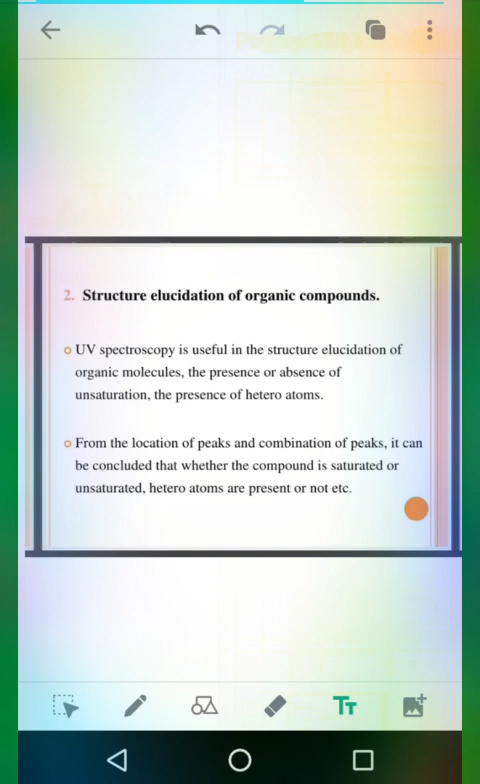 2. Structure elucidation of organic compounds.
UV spectroscopy is useful in the structure elucidation of
organic molecules, the presence or absence of
unsaturation, the presence of hetero atoms.
From the location of peaks and combination of peaks, it can
be concluded that whether the compound is saturated or
unsaturated, hetero atoms are present or not etc.
TT